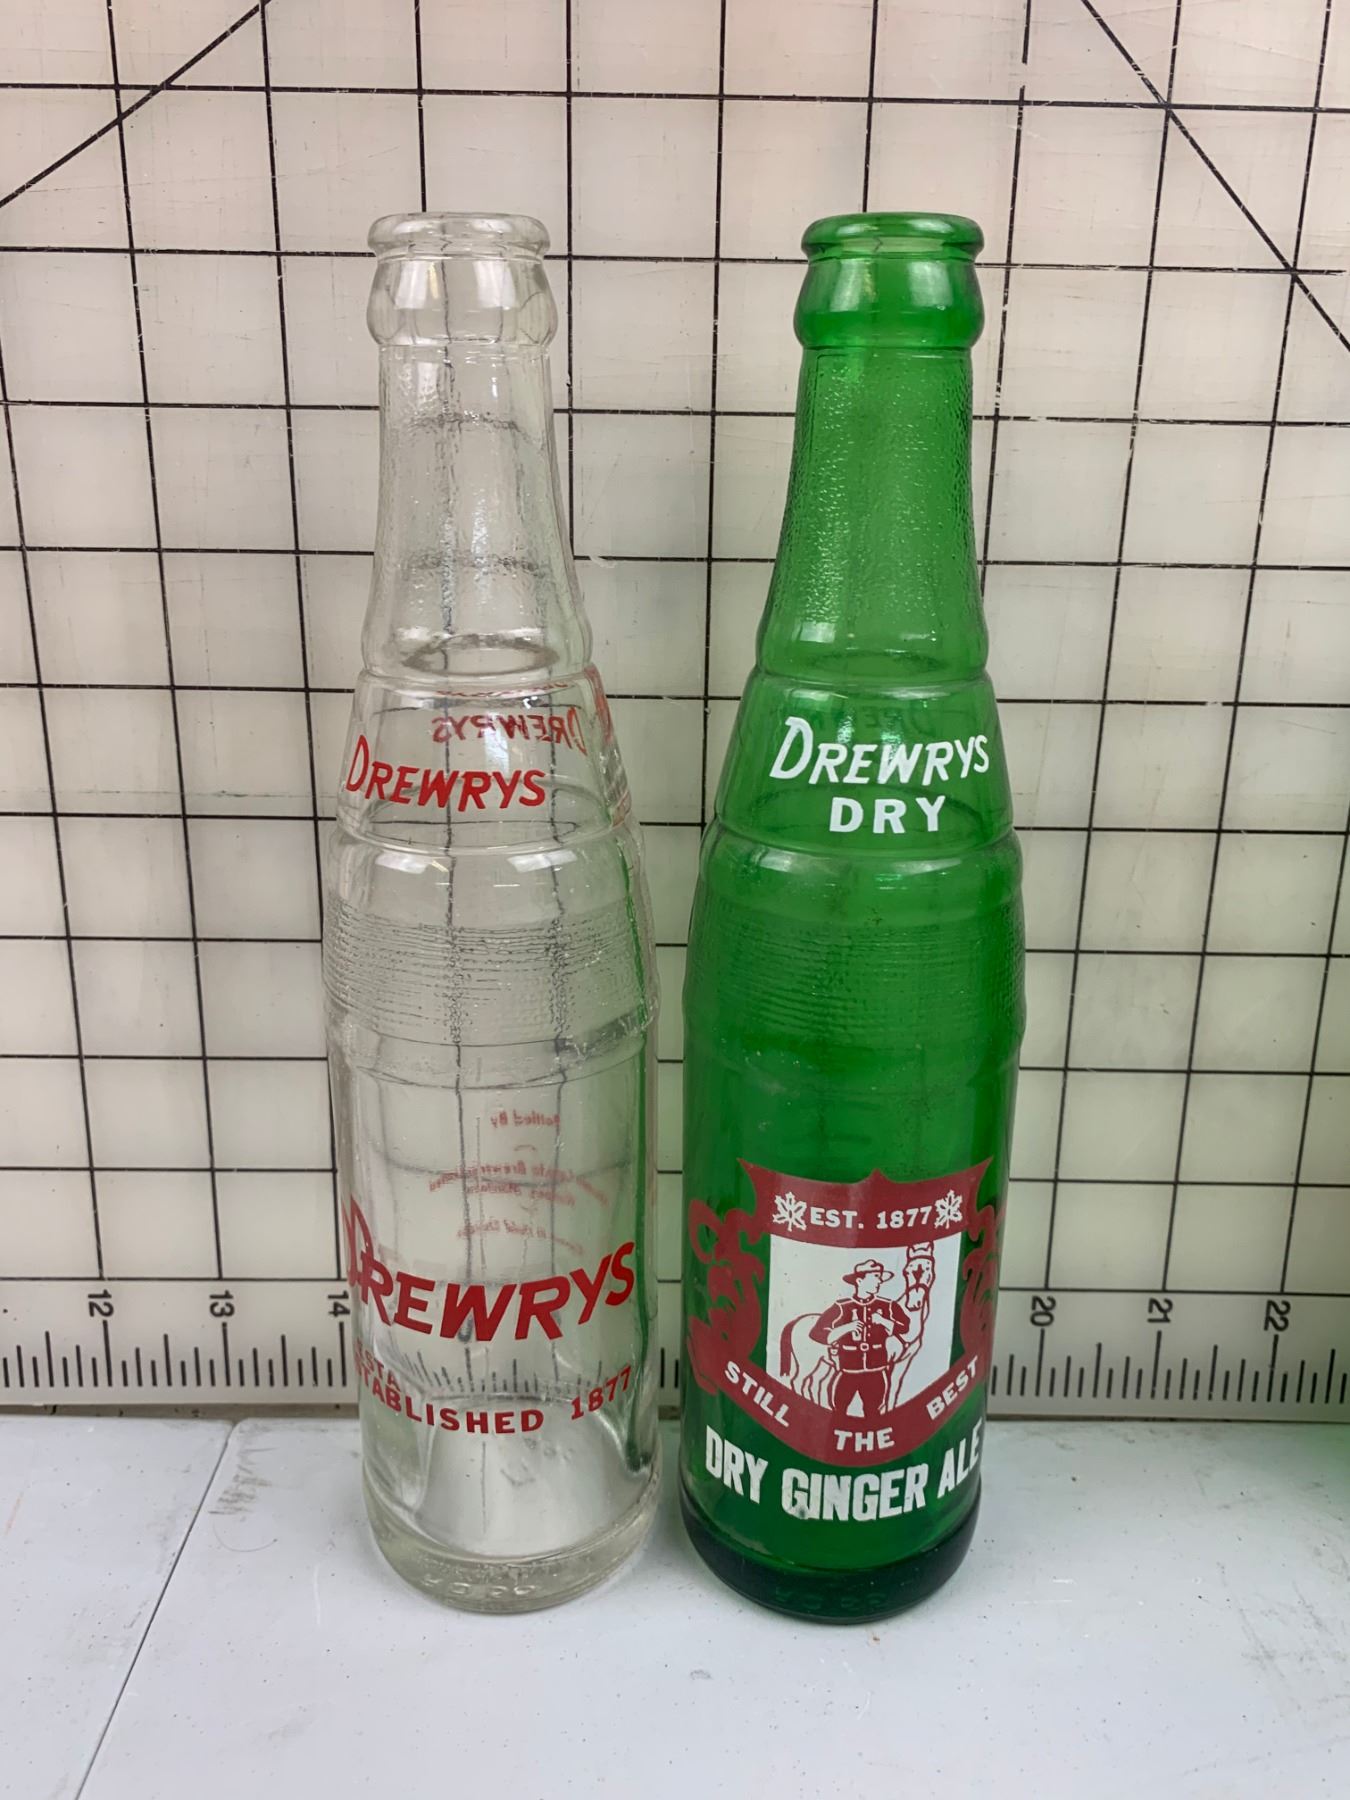 DREWRYS
DREWRYS
ESTABLISHED 1877
DREWRYS
DRY
EST. 1877
STILL THE BEST
DRY GINGER ALE
12 13 14 20 21 22